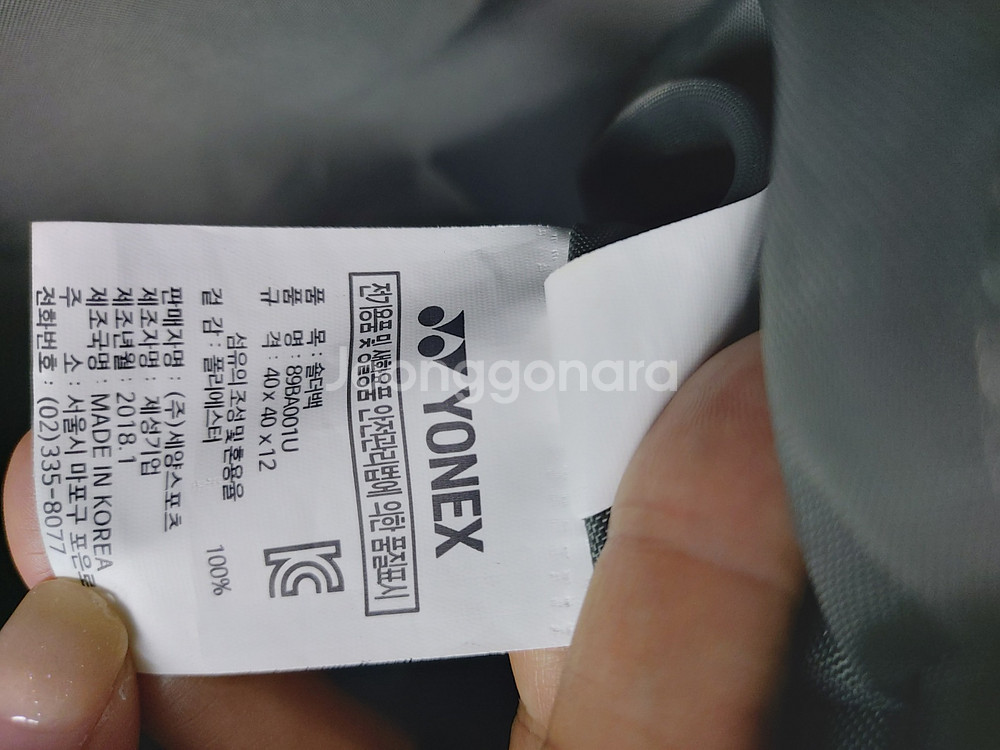 YONEX
전기용품 및 생활용품 안전관리법에 의한 품질표시
품 목 : 숄더백
품 명 : 89BA001U
규 격 : 40 x 40 x 12
섬유의 조성 및 혼용율
겉 감 : 폴리에스터 100%
판매자명 : (주)세양스포츠
제조자명 : 제성기업
제조년월 : 2018.1
제조국명 : MADE IN KOREA
주 소 : 서울시 마포구 포은로
전화번호 : (02)335-8077
Joonggonara